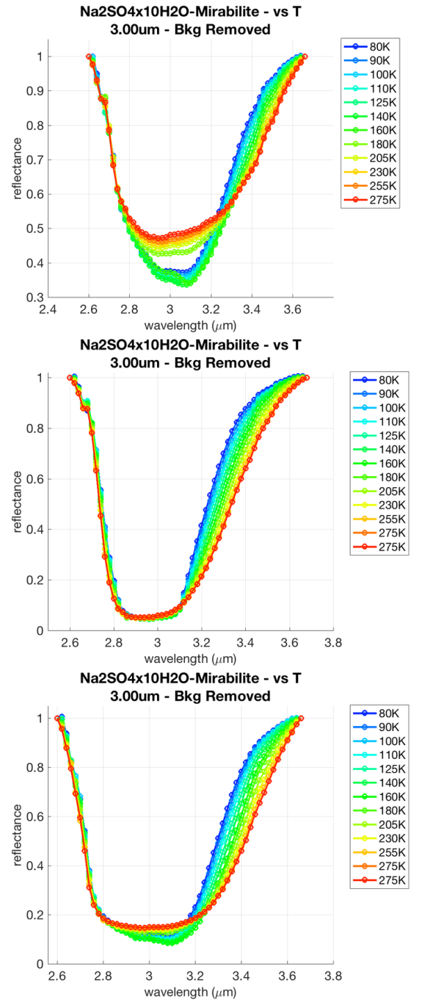 Na2SO4x10H2O-Mirabilite - vs T
3.00um - Bkg Removed
1
0.9
0.8
0.7
0.6
0.5
0.4
0.3
reflectance
2.4 2.6 2.8 3 3.2 3.4 3.6
wavelength (μm)
80K
90K
100K
110K
125K
140K
160K
180K
205K
230K
255K
275K
Na2SO4x10H2O-Mirabilite - vs T
3.00um - Bkg Removed
1
0.8
0.6
0.4
0.2
0
reflectance
2.6 2.8 3 3.2 3.4 3.6 3.8
wavelength (μm)
80K
90K
100K
110K
125K
140K
160K
180K
205K
230K
255K
275K
275K
Na2SO4x10H2O-Mirabilite - vs T
3.00um - Bkg Removed
1
0.8
0.6
0.4
0.2
0
reflectance
2.6 2.8 3 3.2 3.4 3.6 3.8
wavelength (μm)
80K
90K
100K
110K
125K
140K
160K
180K
205K
230K
255K
275K
275K